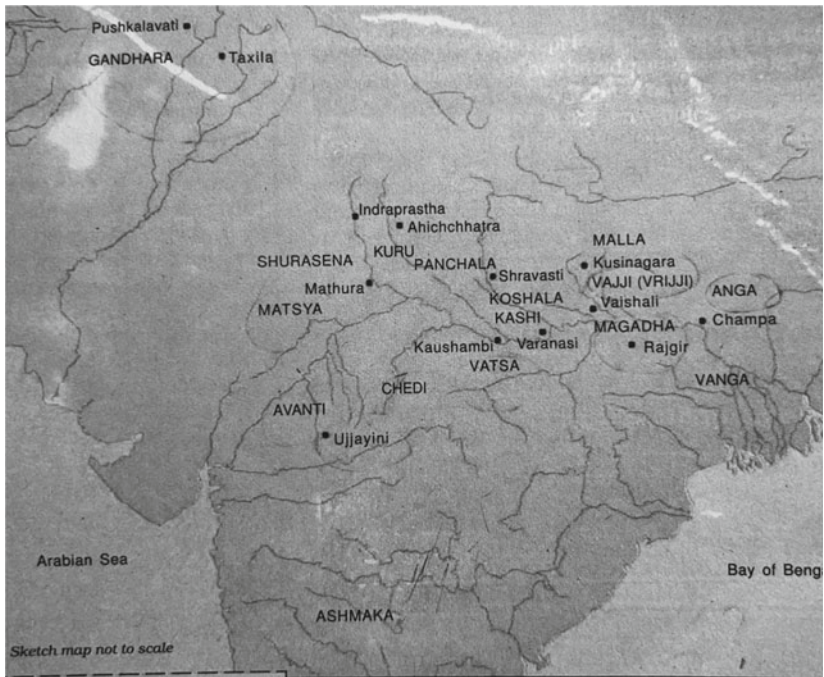 Pushkalavati
GANDHARA
Taxila
Indraprastha
Ahichchhatra
MALLA
KURU
SHURASENA
PANCHALA
Kusinagara
Shravasti
(VAJJI (VRIJJI)
Mathura
ANGA
KOSHALA
Vaishali
MATSYA
KASHI
MAGADHA
Champa
Kaushambi
Varanasi
Rajgir
VATSA
VANGA
CHEDI
AVANTI
Ujjayini
Arabian Sea
Bay of Beng
ASHMAKA
Sketch map not to scale